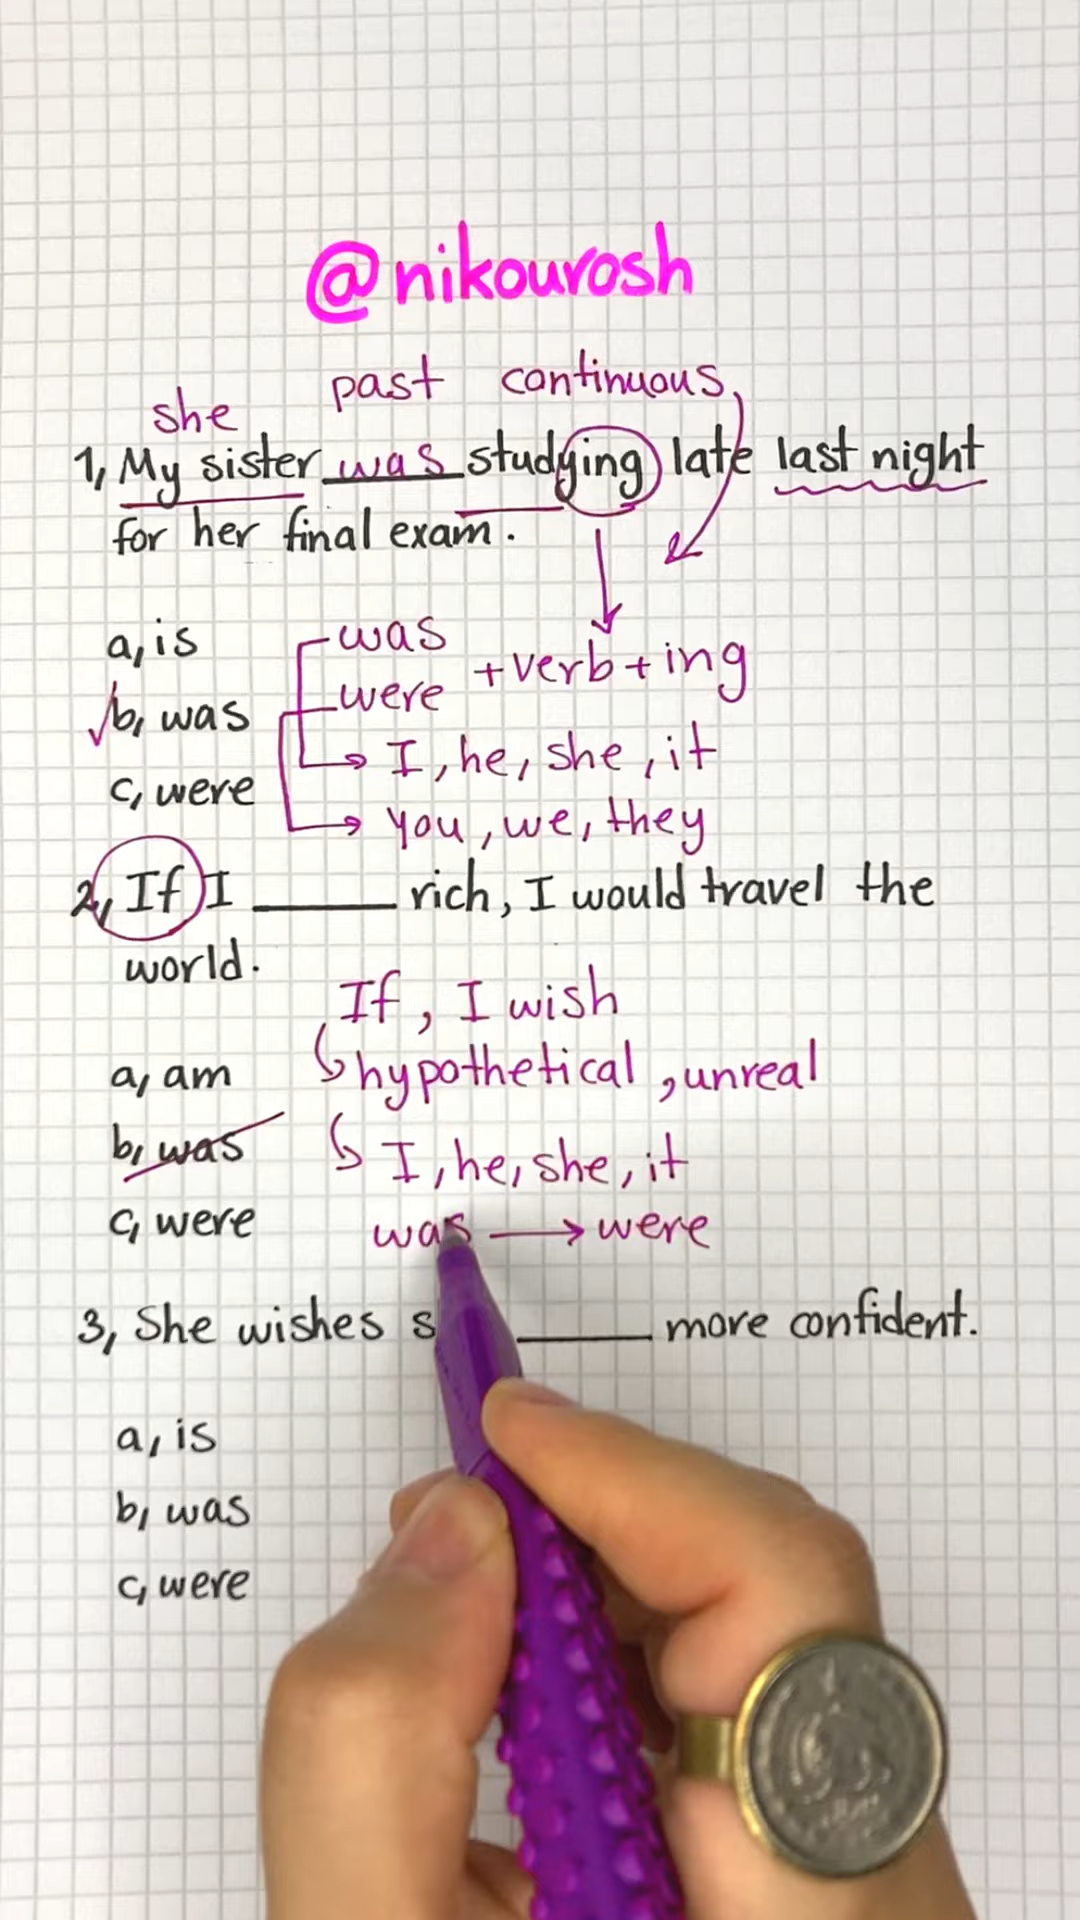 @nikourosh
she past continuous
1, My sister was studying late last night
for her final exam.
a, is
was
were
+verb+ing
b, was
I, he, she, it
c, were
You, we, they
2, If I ______ rich, I would travel the
world.
If, I wish
a, am
hypothetical, unreal
b, was
I, he, she, it
c, were
was → were
3, She wishes ______ more confident.
a, is
b, was
c, were